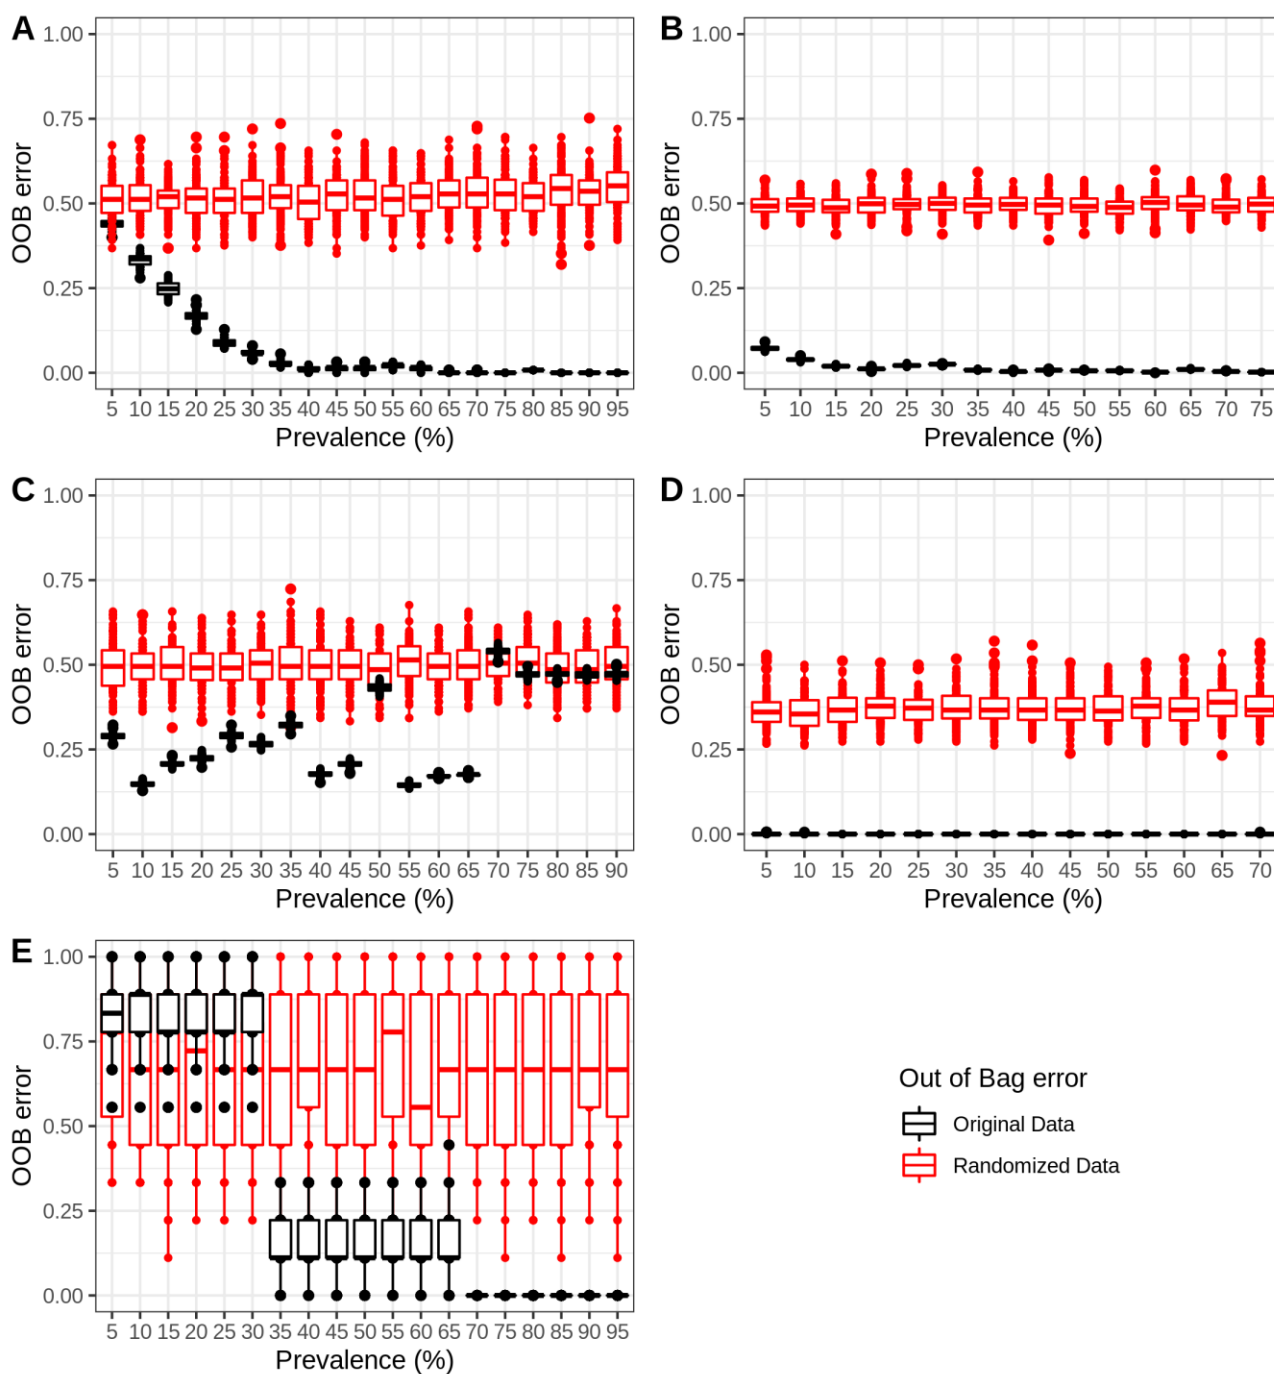 A
1.00
0.75
0.50
0.25
0.00
OOB error
5 10 15 20 25 30 35 40 45 50 55 60 65 70 75 80 85 90 95
Prevalence (%)
B
1.00
0.75
0.50
0.25
0.00
OOB error
5 10 15 20 25 30 35 40 45 50 55 60 65 70 75
Prevalence (%)
C
1.00
0.75
0.50
0.25
0.00
OOB error
5 10 15 20 25 30 35 40 45 50 55 60 65 70 75 80 85 90
Prevalence (%)
D
1.00
0.75
0.50
0.25
0.00
OOB error
5 10 15 20 25 30 35 40 45 50 55 60 65 70
Prevalence (%)
E
1.00
0.75
0.50
0.25
0.00
OOB error
5 10 15 20 25 30 35 40 45 50 55 60 65 70 75 80 85 90 95
Prevalence (%)
Out of Bag error
Original Data
Randomized Data